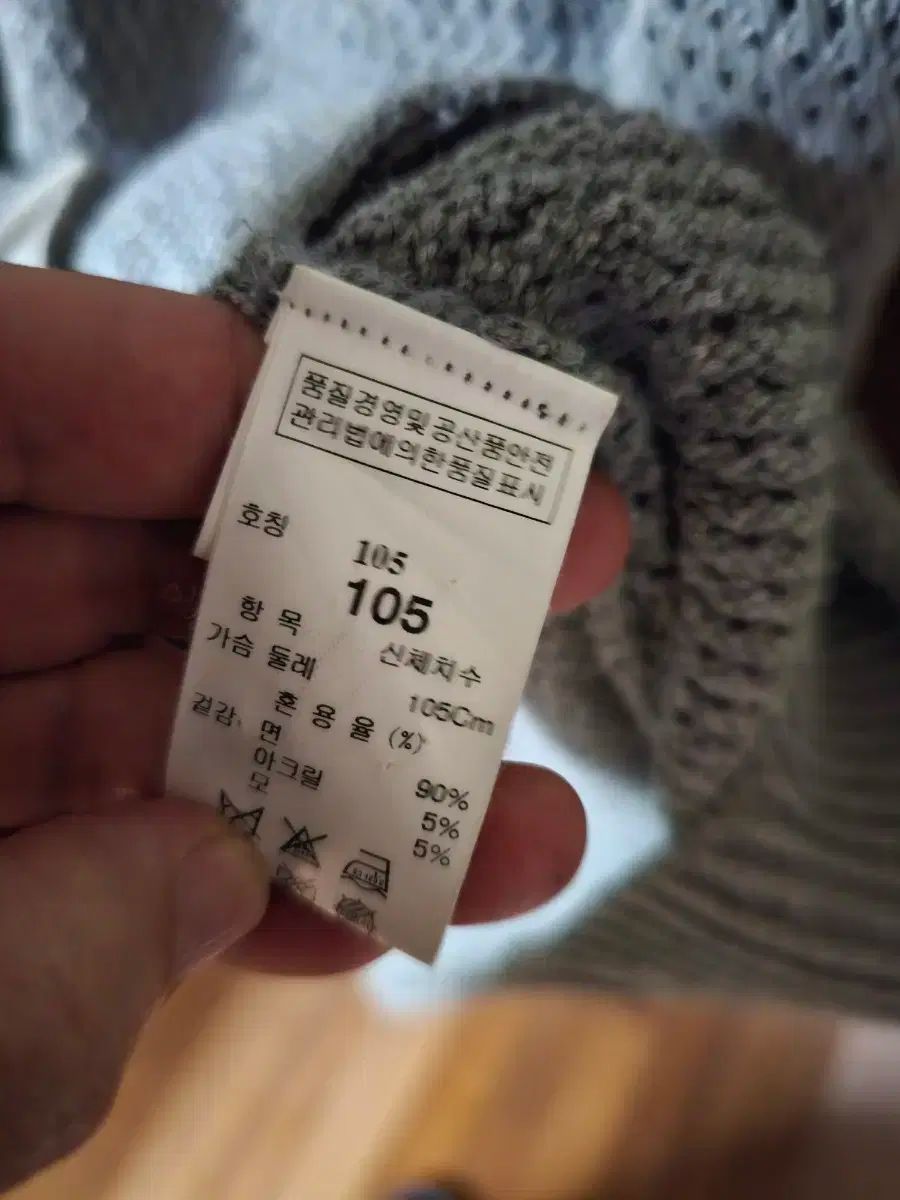 품질경영및공산품안전
관리법에의한품질표시
호칭
105
105
항 목 신체치수
가슴 둘레 105Cm
혼 용 율 (%)
겉감, 면 90%
아크릴 5%
모 5%